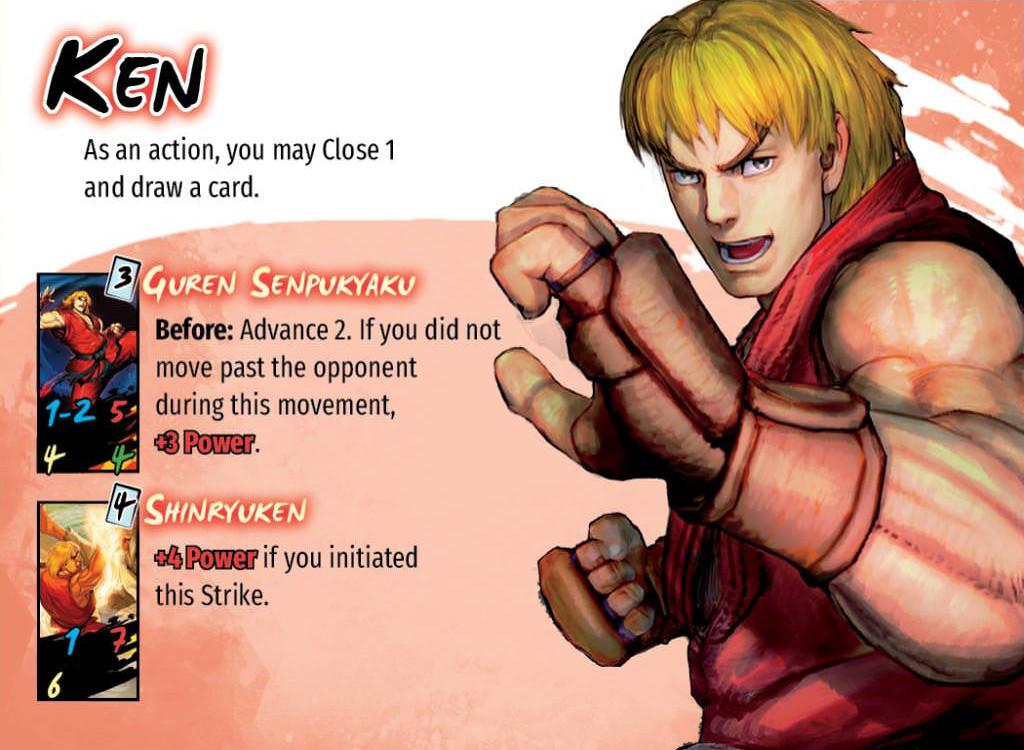 KEN
As an action, you may Close 1
and draw a card.
3
GUREN SENPUKYAKU
Before: Advance 2. If you did not
move past the opponent
during this movement,
+3 Power.
1-2 5
4 4
4
SHINRYUKEN
+4 Power if you initiated
this Strike.
1 7
6